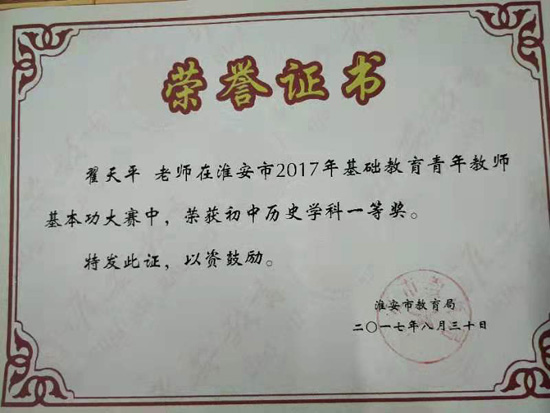 荣誉证书
翟天平 老师在淮安市2017年基础教育青年教师
基本功大赛中，荣获初中历史学科一等奖。
特发此证，以资鼓励。
淮安市教育局
二〇一七年八月三十日